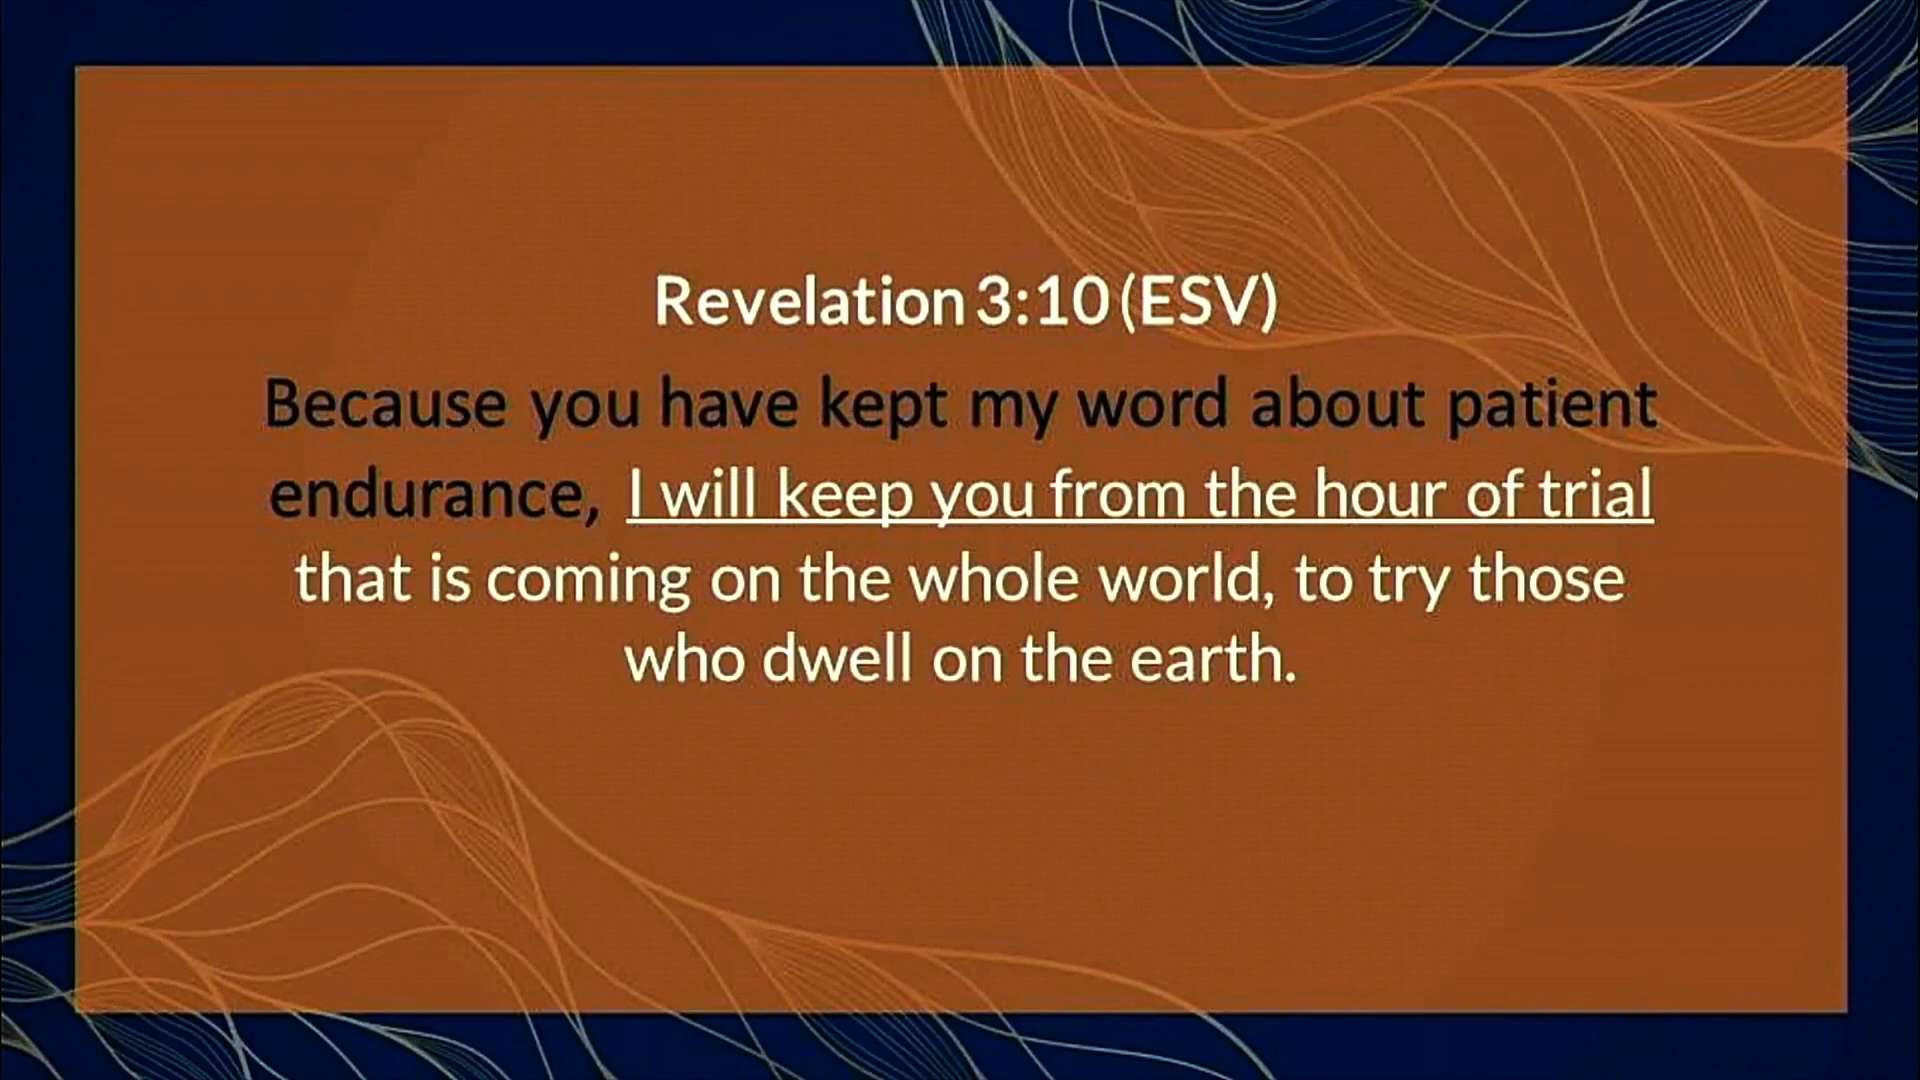 Revelation 3:10 (ESV)
Because you have kept my word about patient
endurance, I will keep you from the hour of trial
that is coming on the whole world, to try those
who dwell on the earth.